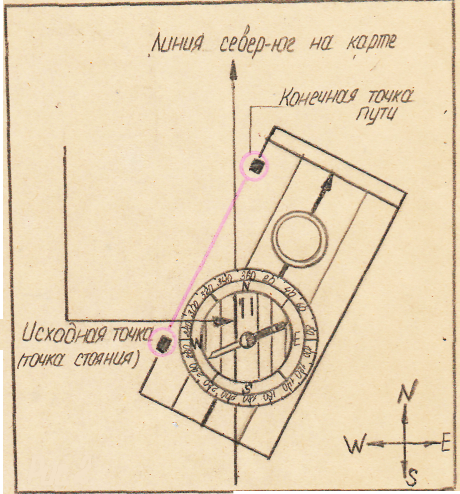 Линия север-юг на карте
Конечная точка
пути
Исходная точка
(точка стояния)
N
W
E
S
N
W
E
S